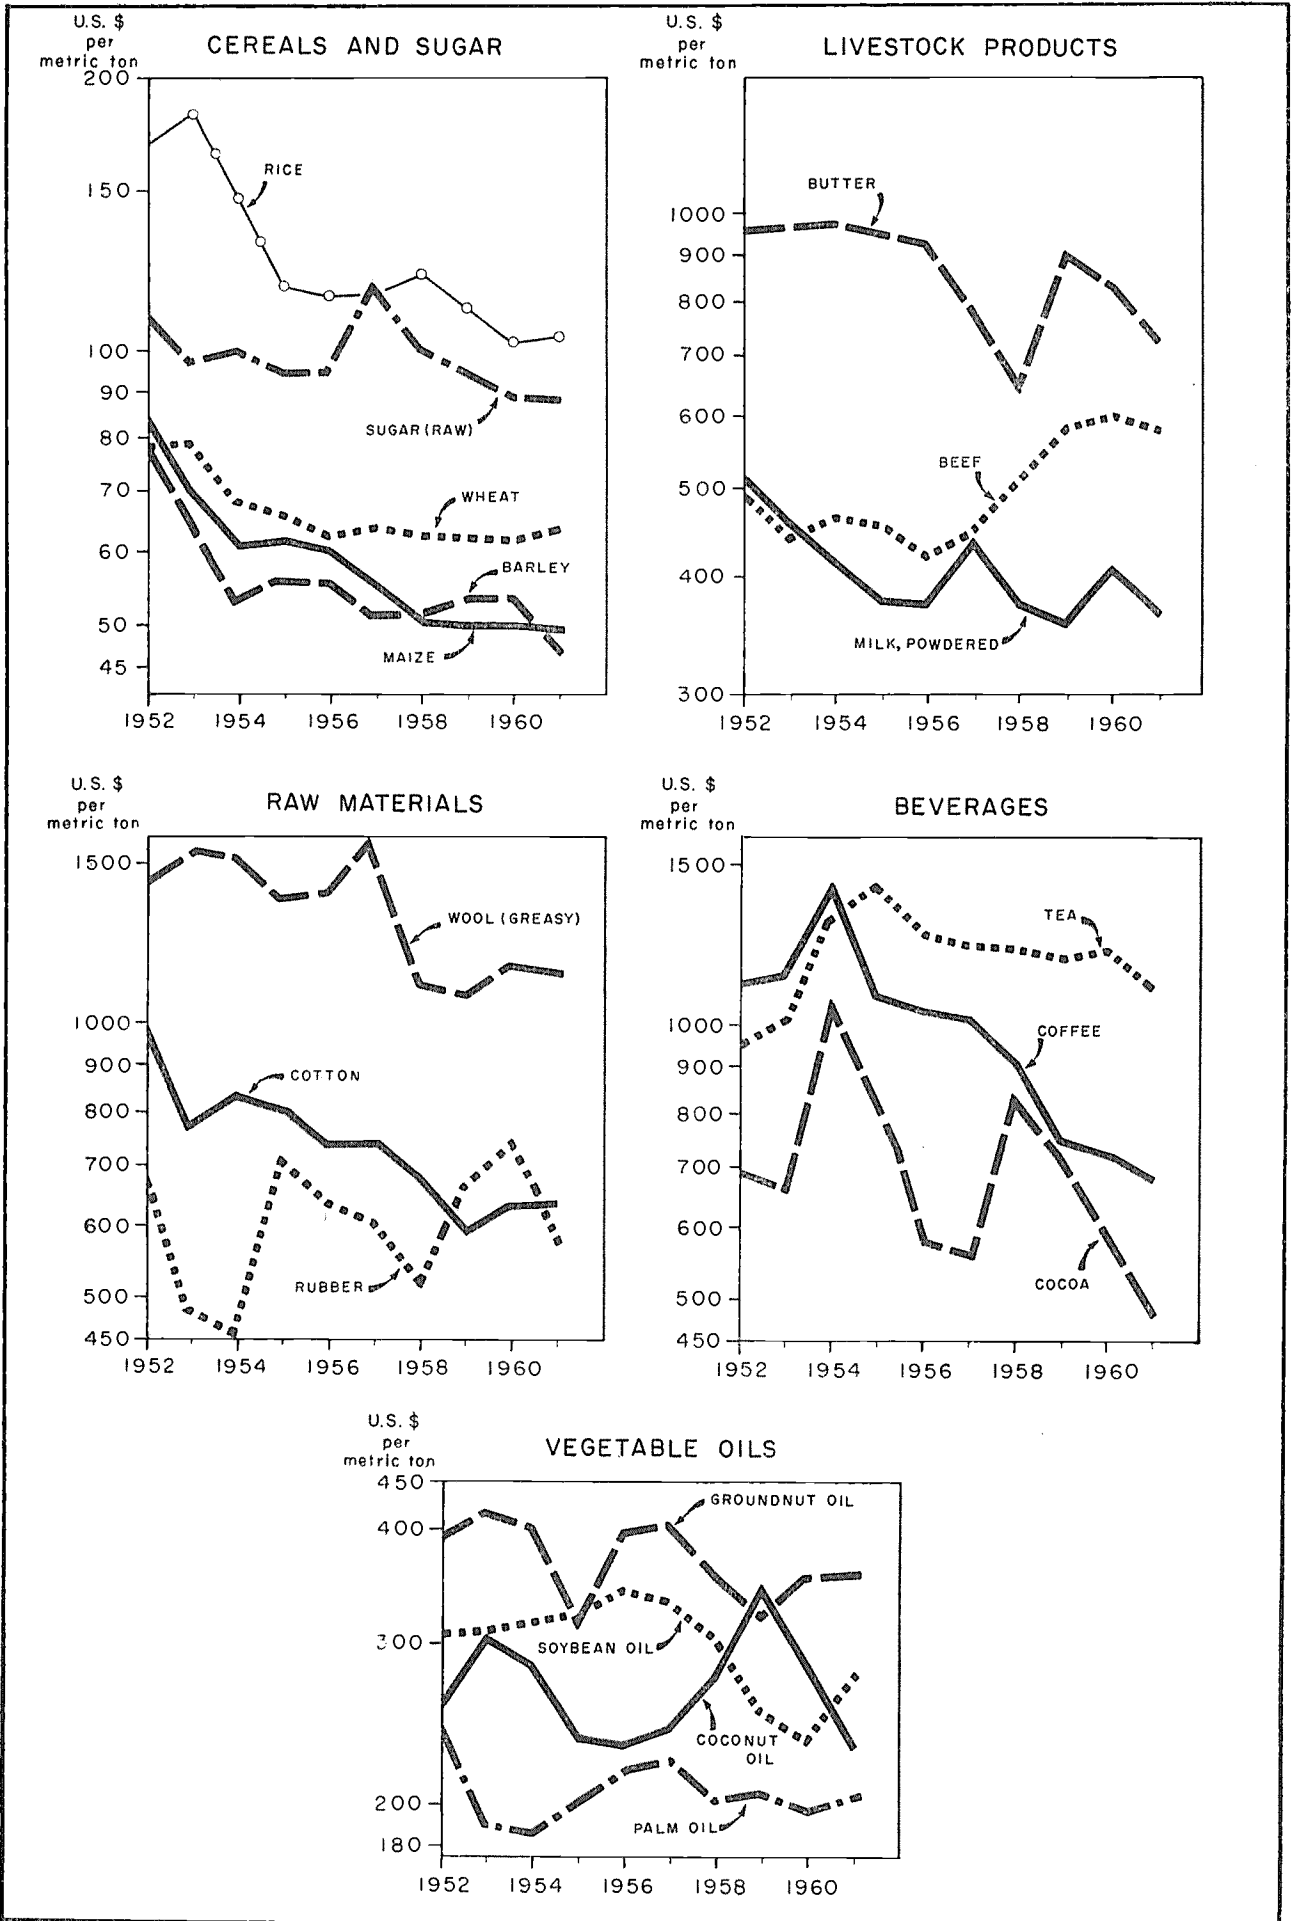 U.S. $
per
metric ton
CEREALS AND SUGAR
200
150
100
90
80
70
60
50
45
RICE
SUGAR (RAW)
WHEAT
BARLEY
MAIZE
1952 1954 1956 1958 1960
U.S. $
per
metric ton
LIVESTOCK PRODUCTS
1000
900
800
700
600
500
400
300
BUTTER
BEEF
MILK, POWDERED
1952 1954 1956 1958 1960
U.S. $
per
metric ton
RAW MATERIALS
1500
1000
900
800
700
600
500
450
WOOL (GREASY)
COTTON
RUBBER
1952 1954 1956 1958 1960
U.S. $
per
metric ton
BEVERAGES
1500
1000
900
800
700
600
500
450
TEA
COFFEE
COCOA
1952 1954 1956 1958 1960
U.S. $
per
metric ton
VEGETABLE OILS
450
400
300
200
180
GROUNDNUT OIL
SOYBEAN OIL
COCONUT
OIL
PALM OIL
1952 1954 1956 1958 1960